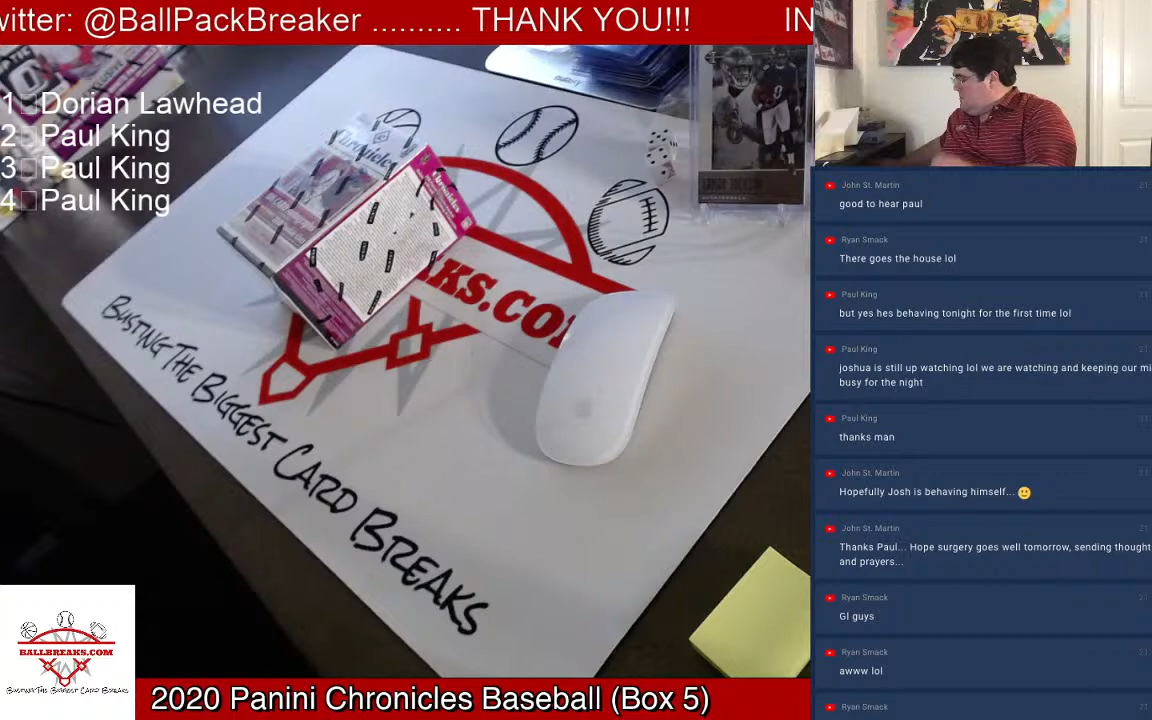 witter: @BallPackBreaker .......... THANK YOU!!! IN
1 Dorian Lawhead
2 Paul King
3 Paul King
4 Paul King
Chronicles
Chronicles
AKS.CO
BUSTING THE BIGGEST CARD BREAKS
BALLBREAKS.COM
BUSTING THE BIGGEST CARD BREAKS
2020 Panini Chronicles Baseball (Box 5)
John St. Martin
good to hear paul
Ryan Smack
There goes the house lol
Paul King
but yes hes behaving tonight for the first time lol
Paul King
joshua is still up watching lol we are watching and keeping our mi
busy for the night
Paul King
thanks man
John St. Martin
Hopefully Josh is behaving himself... 🙂
John St. Martin
Thanks Paul... Hope surgery goes well tomorrow, sending thought
and prayers...
Ryan Smack
Gl guys
Ryan Smack
awww lol
Ryan Smack